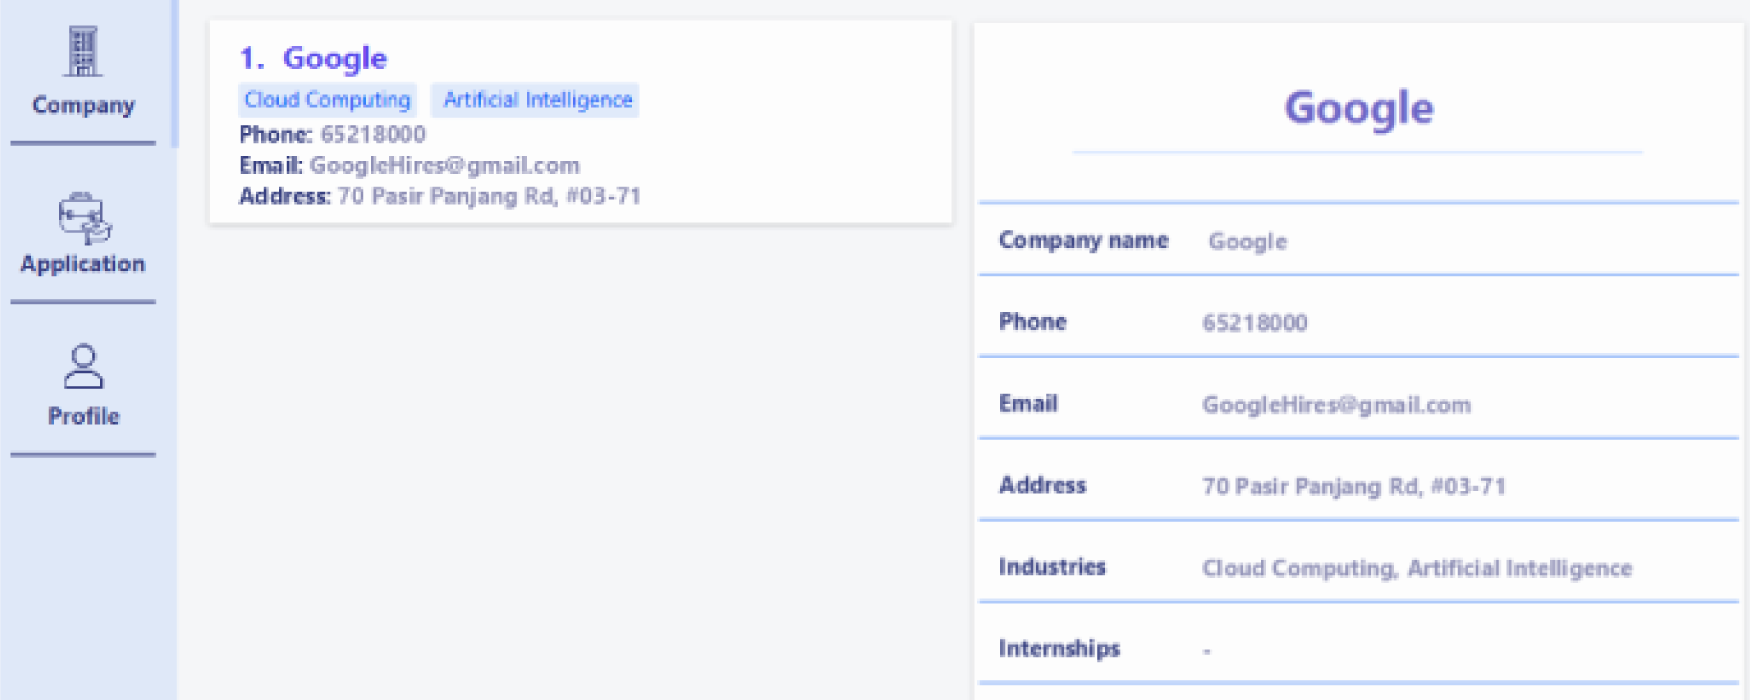 Company
Application
Profile
1. Google
Cloud Computing Artificial Intelligence
Phone: 65218000
Email: GoogleHires@gmail.com
Address: 70 Pasir Panjang Rd, #03-71
Google
Company name Google
Phone 65218000
Email GoogleHires@gmail.com
Address 70 Pasir Panjang Rd, #03-71
Industries Cloud Computing, Artificial Intelligence
Internships -